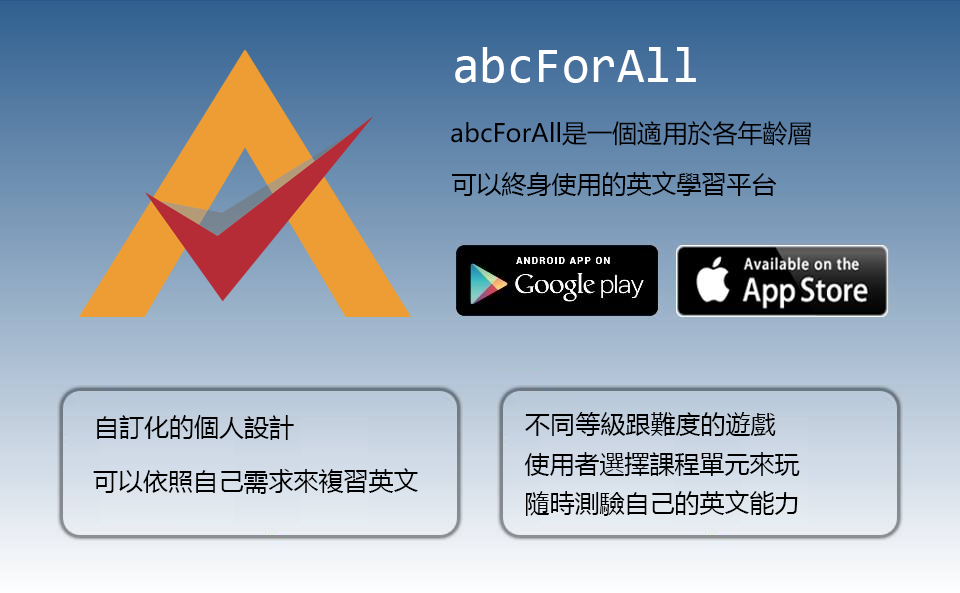 abcForAll
abcForAll是一個適用於各年齡層
可以終身使用的英文學習平台
ANDROID APP ON
Google play
Available on the
App Store
自訂化的個人設計
可以依照自己需求來複習英文
不同等級跟難度的遊戲
使用者選擇課程單元來玩
隨時測驗自己的英文能力